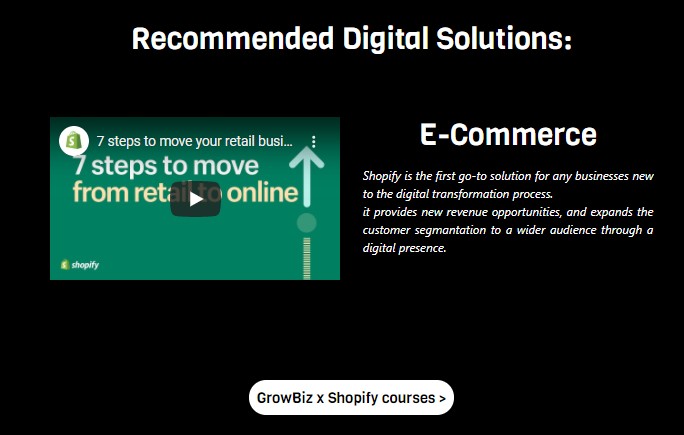 Recommended Digital Solutions:
7 steps to move your retail busi...
7 steps to move
from retail to online
shopify
E-Commerce
Shopify is the first go-to solution for any businesses new
to the digital transformation process.
it provides new revenue opportunities, and expands the
customer segmantation to a wider audience through a
digital presence.
GrowBiz x Shopify courses >